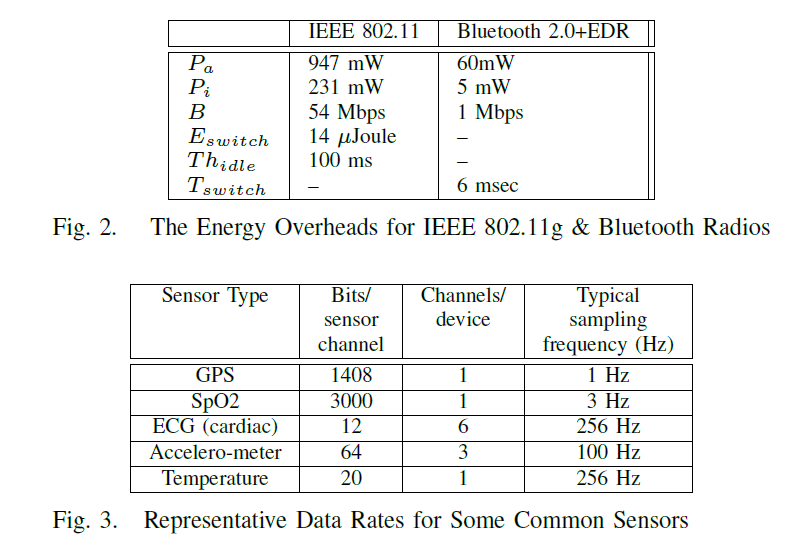 IEEE 802.11 Bluetooth 2.0+EDR
Pa 947 mW 60mW
Pi 231 mW 5 mW
B 54 Mbps 1 Mbps
Eswitch 14 μJoule –
Thidle 100 ms –
Tswitch – 6 msec
Fig. 2. The Energy Overheads for IEEE 802.11g & Bluetooth Radios
Sensor Type Bits/ Channels/ Typical
sensor device sampling
channel frequency (Hz)
GPS 1408 1 1 Hz
SpO2 3000 1 3 Hz
ECG (cardiac) 12 6 256 Hz
Accelero-meter 64 3 100 Hz
Temperature 20 1 256 Hz
Fig. 3. Representative Data Rates for Some Common Sensors